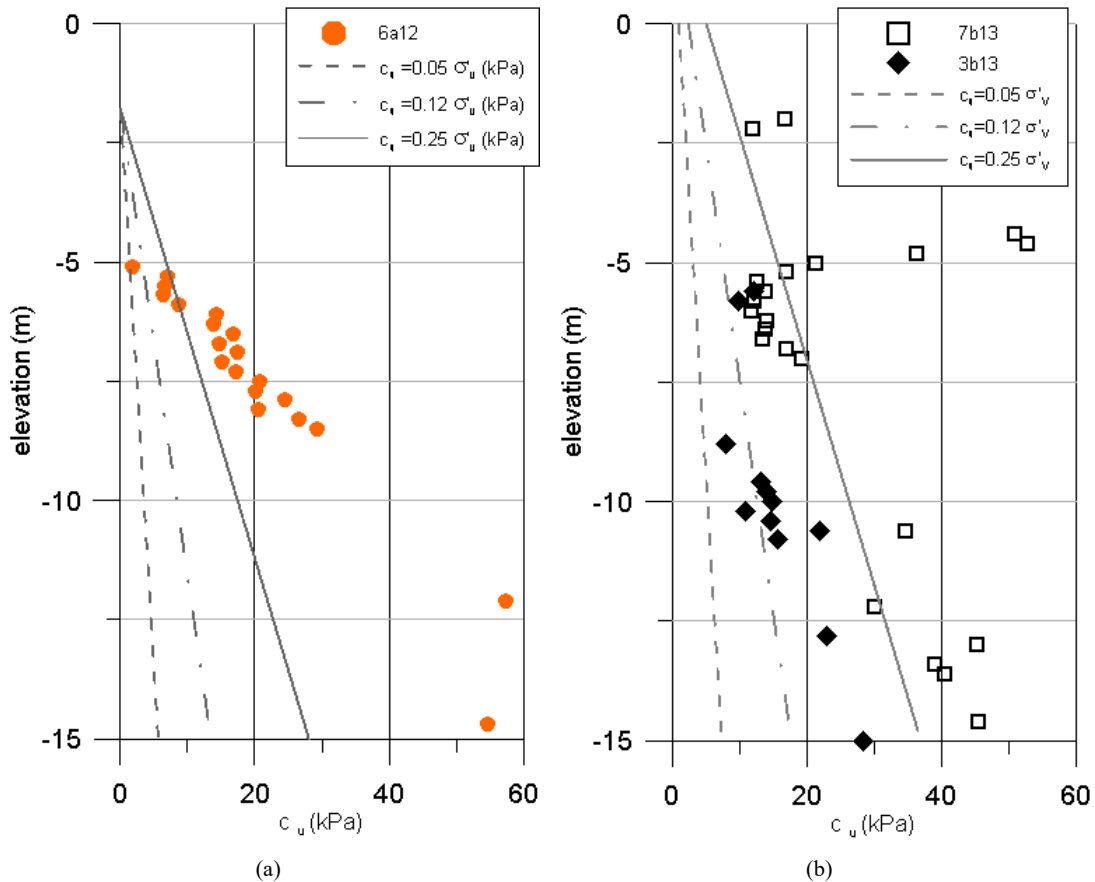 0
-5
-10
-15
elevation (m)
0
20
40
60
c u (kPa)
6a12
c u =0.05 σ'u (kPa)
c u =0.12 σ'u (kPa)
c u =0.25 σ'u (kPa)
(a)
0
-5
-10
-15
elevation (m)
0
20
40
60
c u (kPa)
7b13
3b13
c u=0.05 σ'v
c u=0.12 σ'v
c u=0.25 σ'v
(b)